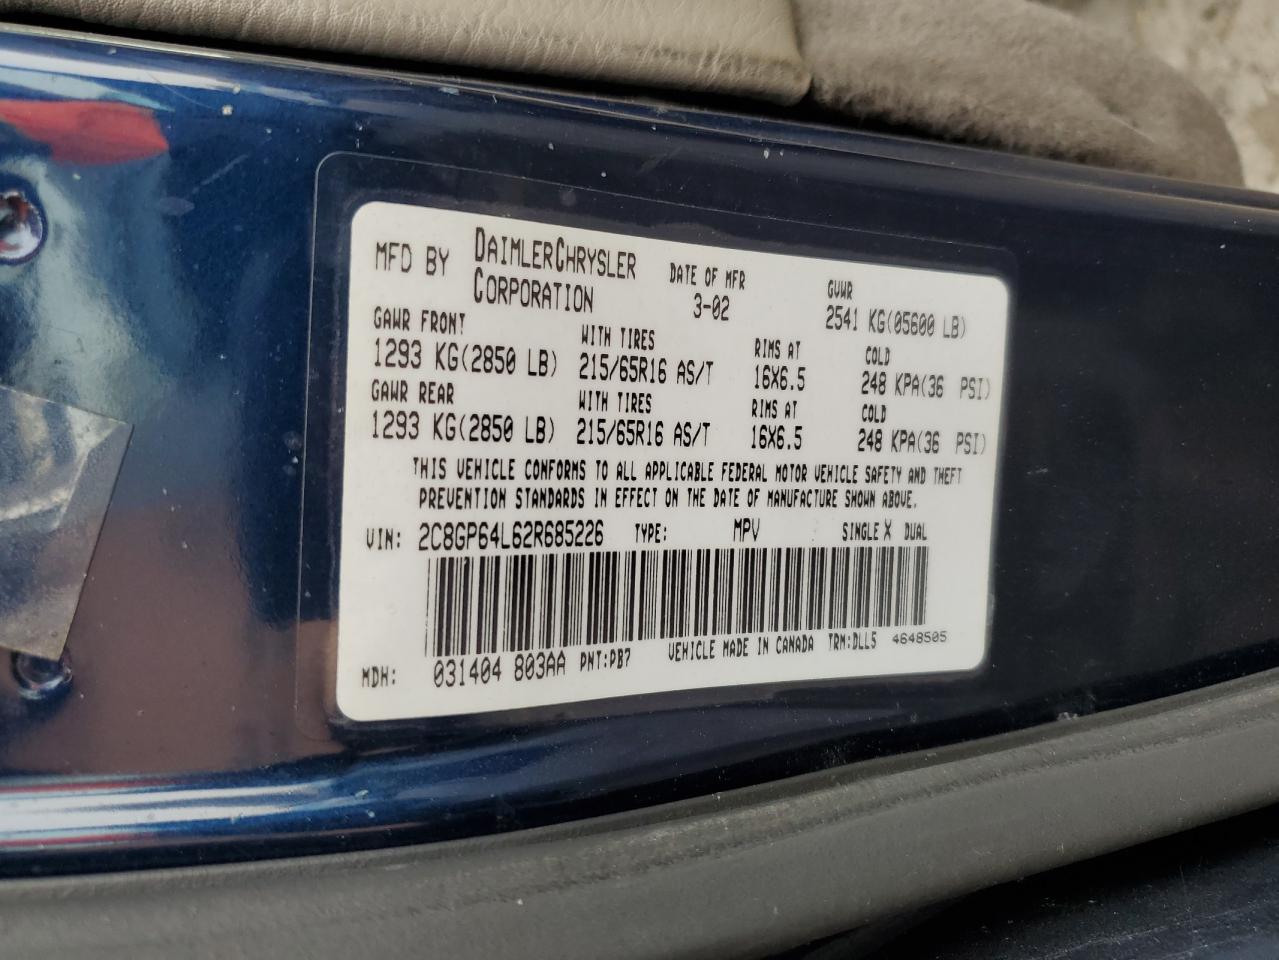 MFD BY DAIMLERCHRYSLER CORPORATION DATE OF MFR 3-02 GVWR 2541 KG(05600 LB)
GAWR FRONT WITH TIRES RIMS AT COLD
1293 KG(2850 LB) 215/65R16 AS/T 16X6.5 248 KPA(36 PSI)
GAWR REAR WITH TIRES RIMS AT COLD
1293 KG(2850 LB) 215/65R16 AS/T 16X6.5 248 KPA(36 PSI)
THIS VEHICLE CONFORMS TO ALL APPLICABLE FEDERAL MOTOR VEHICLE SAFETY AND THEFT
PREVENTION STANDARDS IN EFFECT ON THE DATE OF MANUFACTURE SHOWN ABOVE.
VIN: 2C8GP64L62R685226 TYPE: MPV SINGLE X DUAL
MDH: 031404 803AA PNT:PB7 VEHICLE MADE IN CANADA TRM:DLL5 4648505